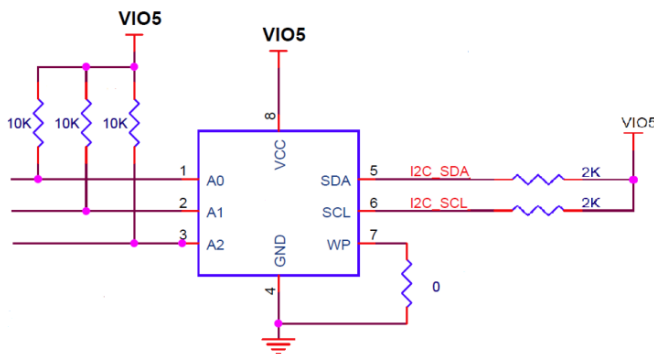 VIO5
VIO5
10K
10K
10K
8
VCC
VIO5
1
A0
SDA
5
I2C_SDA
2K
2
A1
SCL
6
I2C_SCL
2K
3
A2
GND
WP
7
4
0